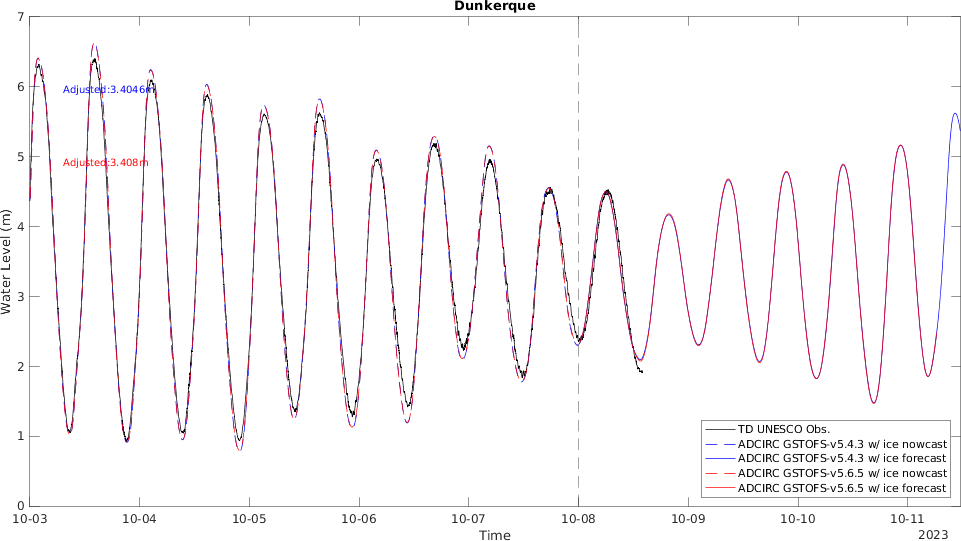 Dunkerque
7
6
5
4
3
2
1
0
Water Level (m)
Adjusted:3.4046m
Adjusted:3.408m
TD UNESCO Obs.
ADCIRC GSTOFS-v5.4.3 w/ ice nowcast
ADCIRC GSTOFS-v5.4.3 w/ ice forecast
ADCIRC GSTOFS-v5.6.5 w/ ice nowcast
ADCIRC GSTOFS-v5.6.5 w/ ice forecast
10-03 10-04 10-05 10-06 10-07 10-08 10-09 10-10 10-11
Time
2023